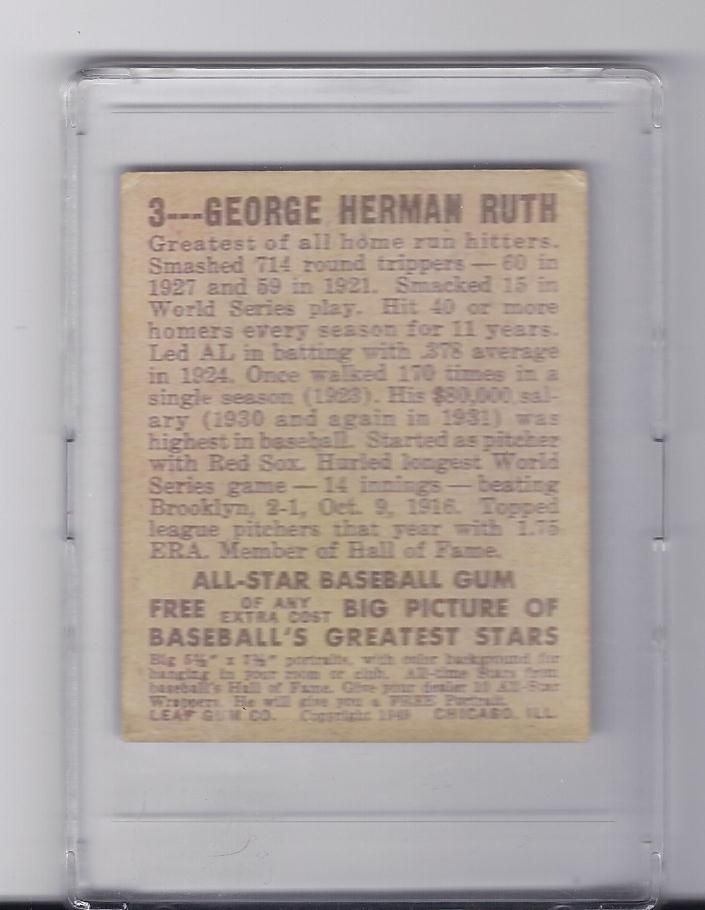 3---GEORGE HERMAN RUTH
Greatest of all home run hitters.
Smashed 714 round trippers — 60 in
1927 and 59 in 1921. Smacked 15 in
World Series play. Hit 40 or more
homers every season for 11 years.
Led AL in batting with .378 average
in 1924. Once walked 170 times in a
single season (1923). His $80,000 sal-
ary (1930 and again in 1931) was
highest in baseball. Started as pitcher
with Red Sox. Hurled longest World
Series game — 14 innings — beating
Brooklyn, 2-1, Oct. 9, 1916. Topped
league pitchers that year with 1.75
ERA. Member of Hall of Fame.
ALL-STAR BASEBALL GUM
FREE OF ANY EXTRA COST BIG PICTURE OF
BASEBALL'S GREATEST STARS
Big 5½" x 7½" portraits, with color background for
hanging in your room or club. All-time Stars from
baseball's Hall of Fame. Give your dealer 10 All-Star
Wrappers. He will give you a FREE Portrait.
LEAF GUM CO. Copyright CHICAGO, ILL.